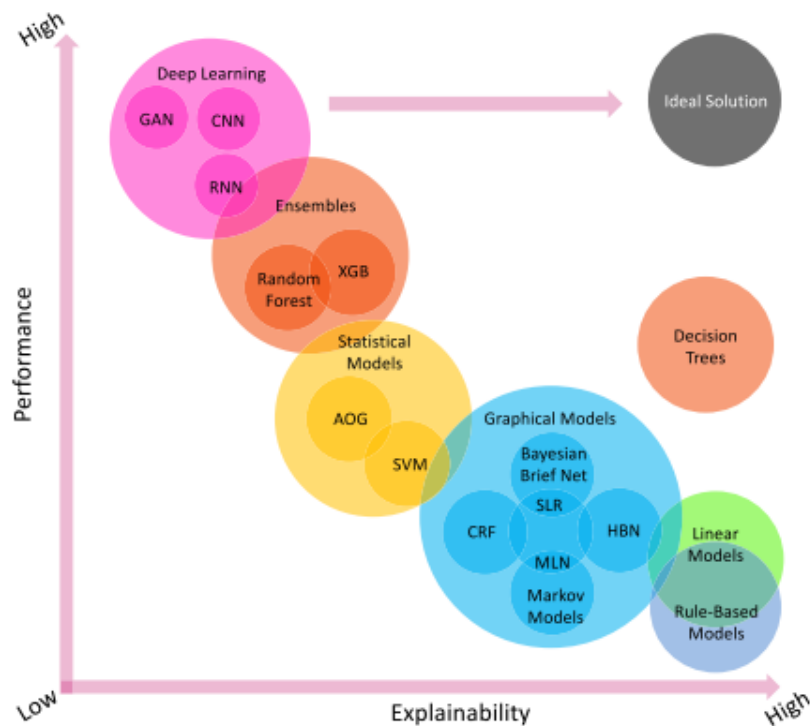 High
Deep Learning
GAN
CNN
RNN
Ideal Solution
Ensembles
Random
Forest
XGB
Statistical
Models
AOG
SVM
Decision
Trees
Graphical Models
Bayesian
Brief Net
SLR
CRF
HBN
MLN
Markov
Models
Linear
Models
Rule-Based
Models
Performance
Low
Explainability
High